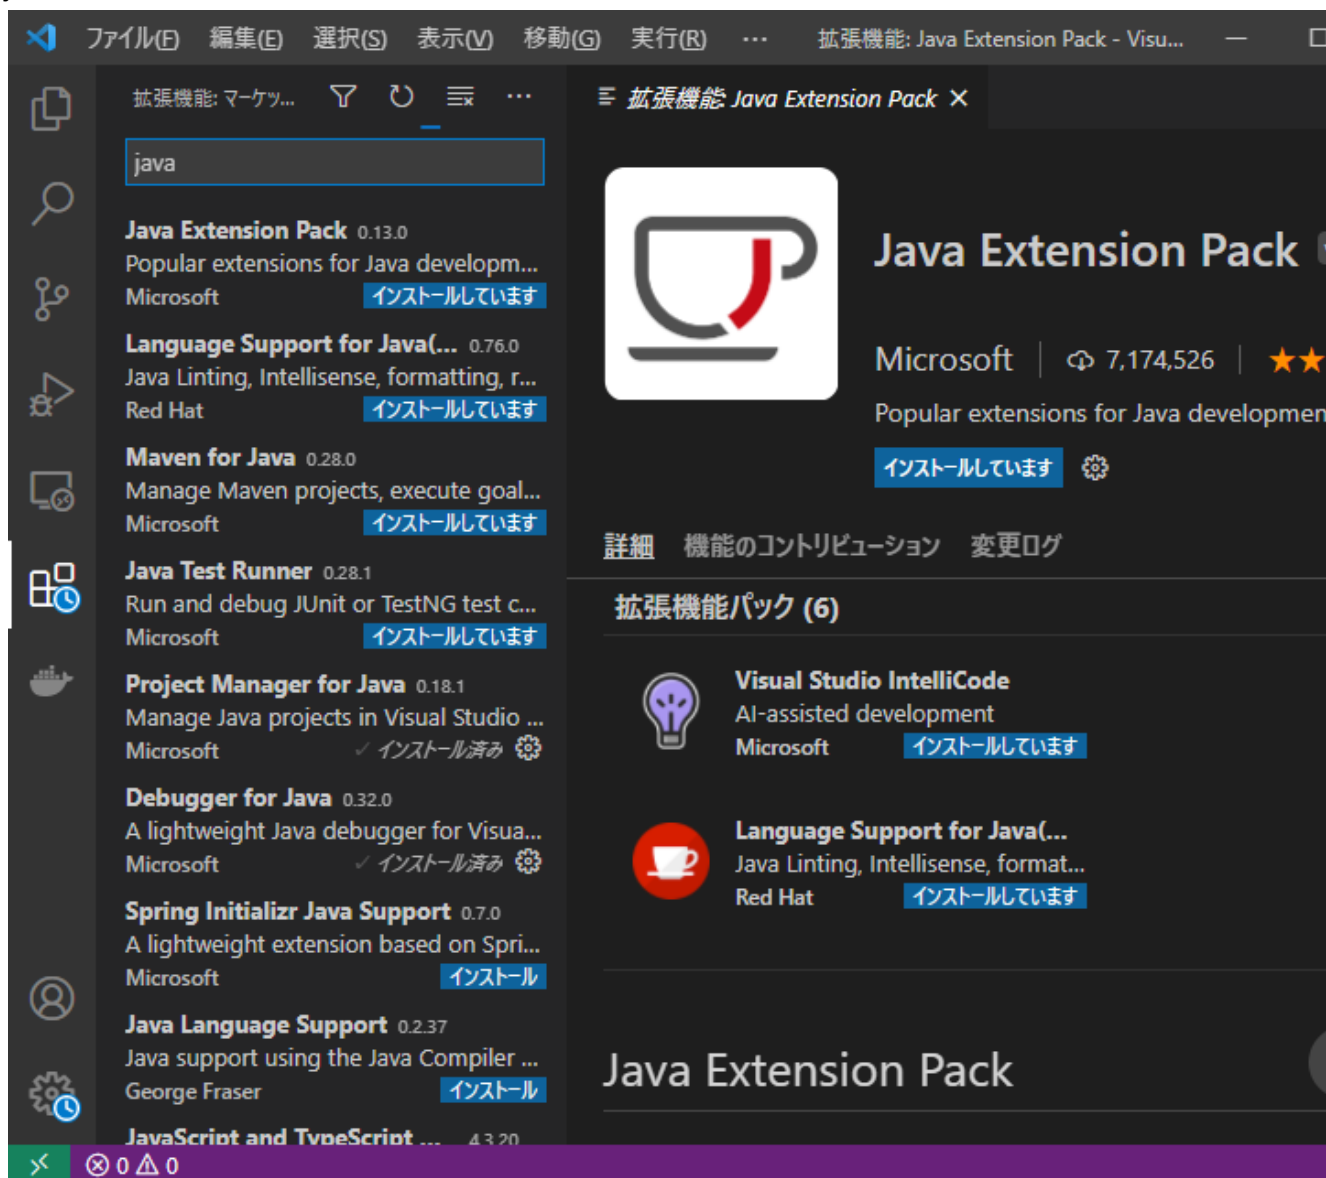 ファイル(F) 編集(E) 選択(S) 表示(V) 移動(G) 実行(R) ··· 拡張機能: Java Extension Pack - Visu...
拡張機能: マーケッ...
java
Java Extension Pack 0.13.0
Popular extensions for Java developm...
Microsoft インストールしています
Language Support for Java(... 0.76.0
Java Linting, Intellisense, formatting, r...
Red Hat インストールしています
Maven for Java 0.28.0
Manage Maven projects, execute goal...
Microsoft インストールしています
Java Test Runner 0.28.1
Run and debug JUnit or TestNG test c...
Microsoft インストールしています
Project Manager for Java 0.18.1
Manage Java projects in Visual Studio ...
Microsoft ✓ インストール済み
Debugger for Java 0.32.0
A lightweight Java debugger for Visua...
Microsoft ✓ インストール済み
Spring Initializr Java Support 0.7.0
A lightweight extension based on Spri...
Microsoft インストール
Java Language Support 0.2.37
Java support using the Java Compiler ...
George Fraser インストール
JavaScript and TypeScript ... 4.3.20
拡張機能: Java Extension Pack
Java Extension Pack
Microsoft 7,174,526 ★★
Popular extensions for Java developmen
インストールしています
詳細 機能のコントリビューション 変更ログ
拡張機能パック (6)
Visual Studio IntelliCode
AI-assisted development
Microsoft インストールしています
Language Support for Java(...
Java Linting, Intellisense, format...
Red Hat インストールしています
Java Extension Pack
0 0